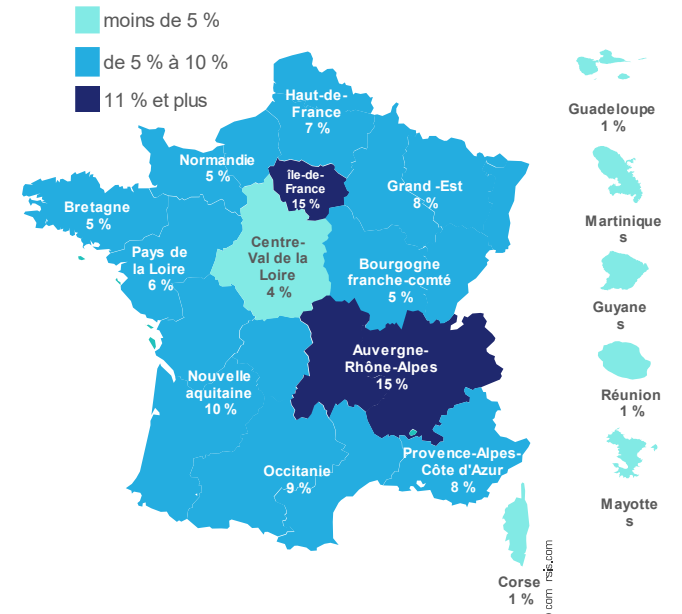 moins de 5 %
de 5 % à 10 %
11 % et plus
Haut-de-
France
7 %
Normandie
5 %
île-de-
France
15 %
Grand -Est
8 %
Bretagne
5 %
Pays de
la Loire
6 %
Centre-
Val de la
Loire
4 %
Bourgogne
franche-comté
5 %
Auvergne-
Rhône-Alpes
15 %
Nouvelle
aquitaine
10 %
Occitanie
9 %
Provence-Alpes-
Côte d'Azur
8 %
Corse
1 %
Guadeloupe
1 %
Martinique
s
Guyane
s
Réunion
1 %
Mayotte
s